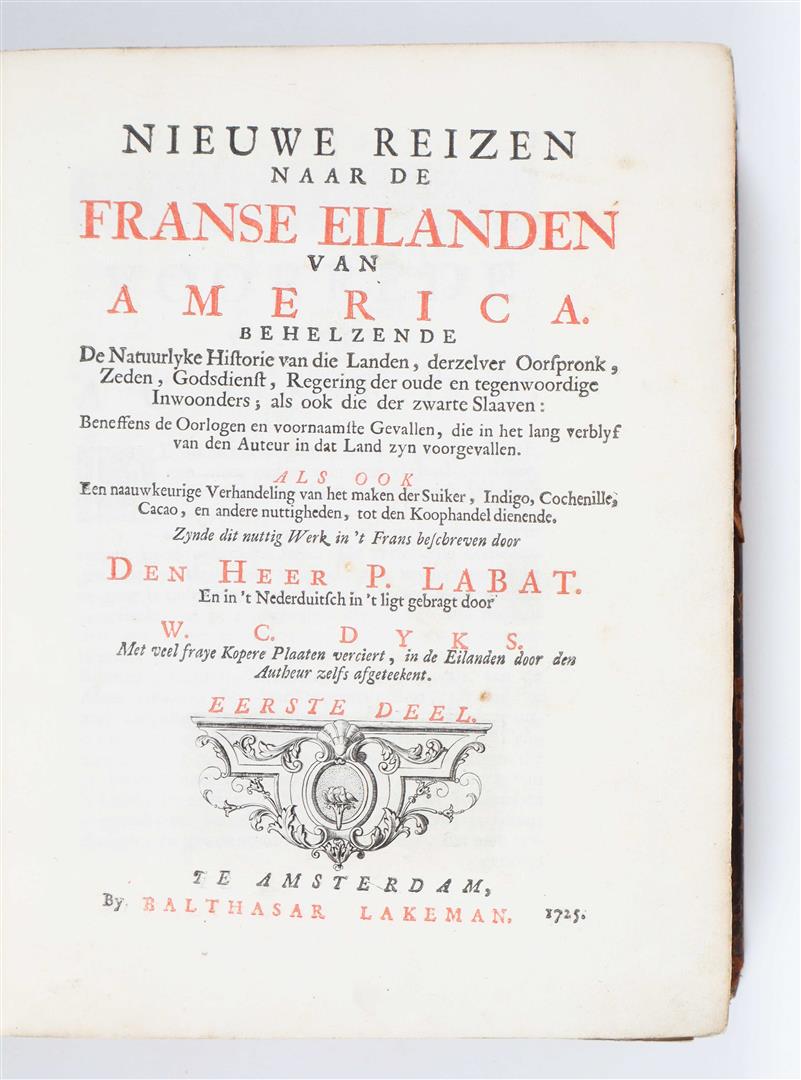 NIEUWE REIZEN
NAAR DE
FRANSE EILANDEN
VAN
AMERICA.
BEHELZENDE
De Natuurlyke Hiſtorie van die Landen, derzelver Oorſpronk,
Zeden, Godsdienſt, Regering der oude en tegenwoordige
Inwoonders; als ook die der zwarte Slaaven:
Beneffens de Oorlogen en voornaamſte Gevallen, die in het lang verblyf
van den Auteur in dat Land zyn voorgevallen.
ALS OOK
Een naauwkeurige Verhandeling van het maken der Suiker, Indigo, Cochenille,
Cacao, en andere nuttigheden, tot den Koophandel dienende.
Zynde dit nuttig Werk in 't Frans beſchreven door
DEN HEER P. LABAT.
En in 't Nederduitſch in 't ligt gebragt door
W. C. DYKS.
Met veel fraye Kopere Plaaten verciert, in de Eilanden door den
Autheur zelfs afgeteekent.
EERSTE DEEL.
TE AMSTERDAM,
By BALTHASAR LAKEMAN. 1725.